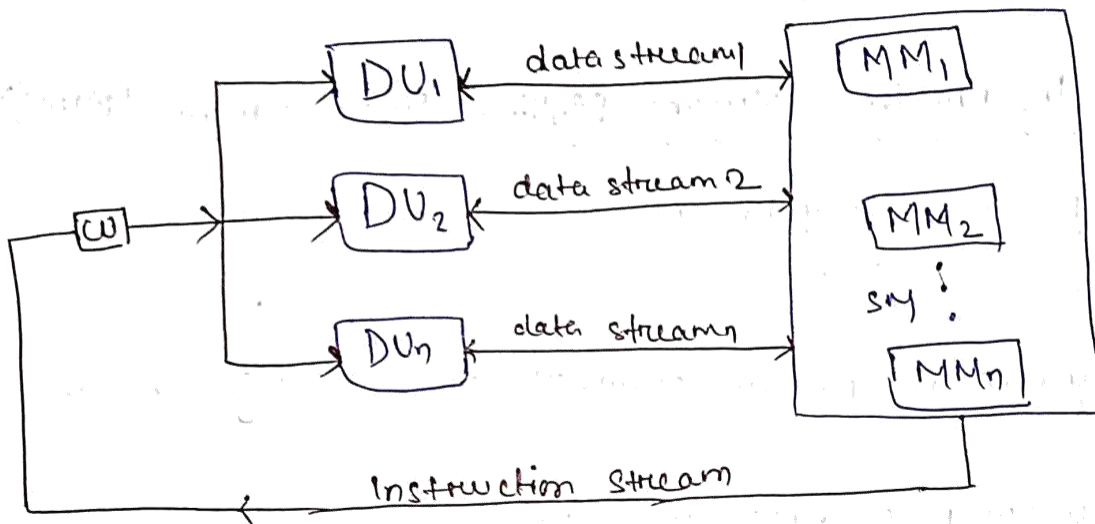 DU₁
data stream1
MM₁
CU
DU₂
data stream 2
MM₂
SM
DUn
data streamn
MMn
Instruction stream